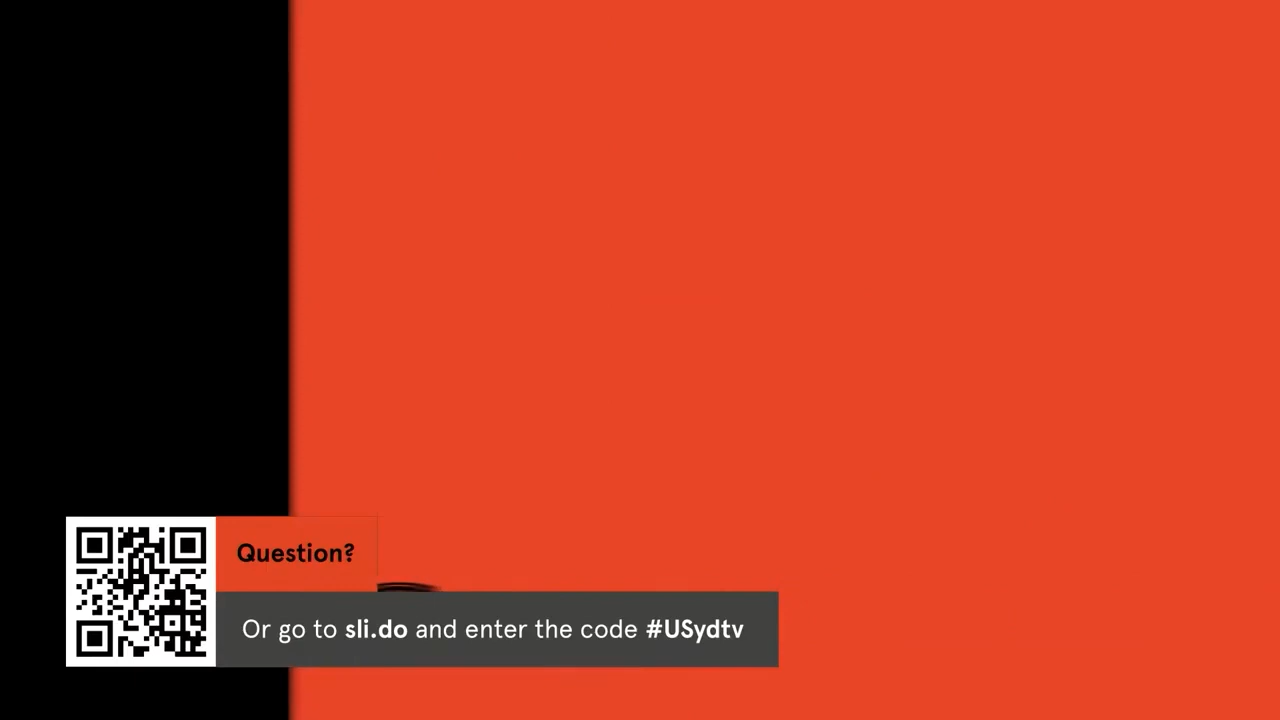 Question?
Or go to sli.do and enter the code #USydtv